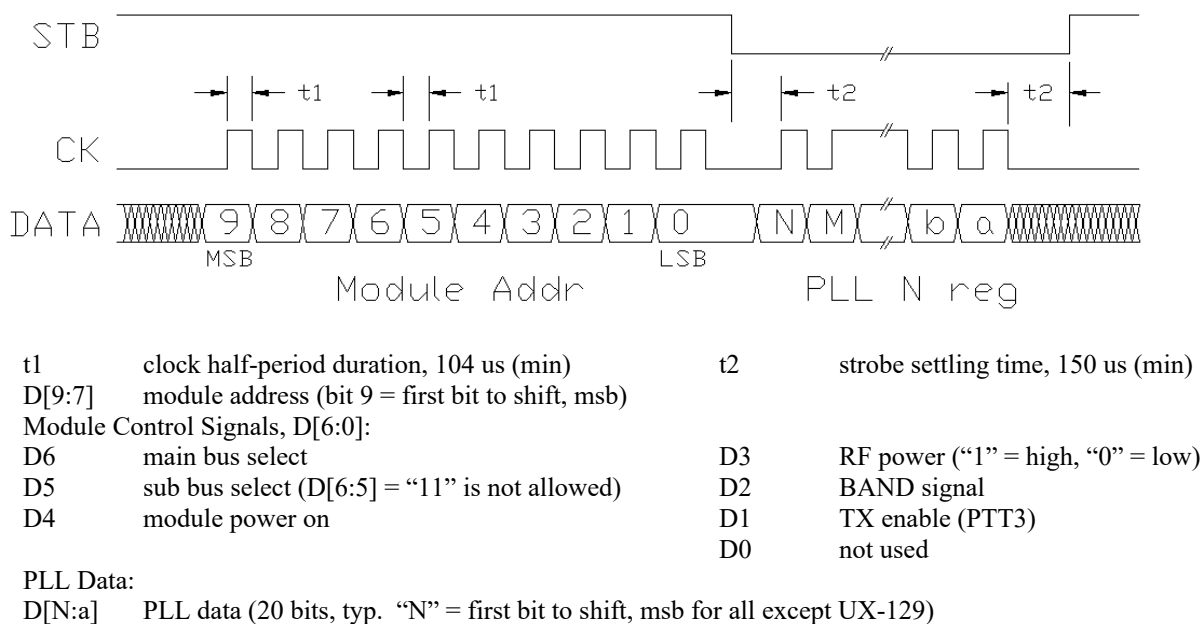 STB
t1 t1 t2 t2
CK
DATA 9 8 7 6 5 4 3 2 1 0 N M b a
MSB LSB
Module Addr PLL N reg
t1 clock half-period duration, 104 us (min) t2 strobe settling time, 150 us (min)
D[9:7] module address (bit 9 = first bit to shift, msb)
Module Control Signals, D[6:0]:
D6 main bus select D3 RF power (“1” = high, “0” = low)
D5 sub bus select (D[6:5] = “11” is not allowed) D2 BAND signal
D4 module power on D1 TX enable (PTT3)
D0 not used
PLL Data:
D[N:a] PLL data (20 bits, typ. “N” = first bit to shift, msb for all except UX-129)